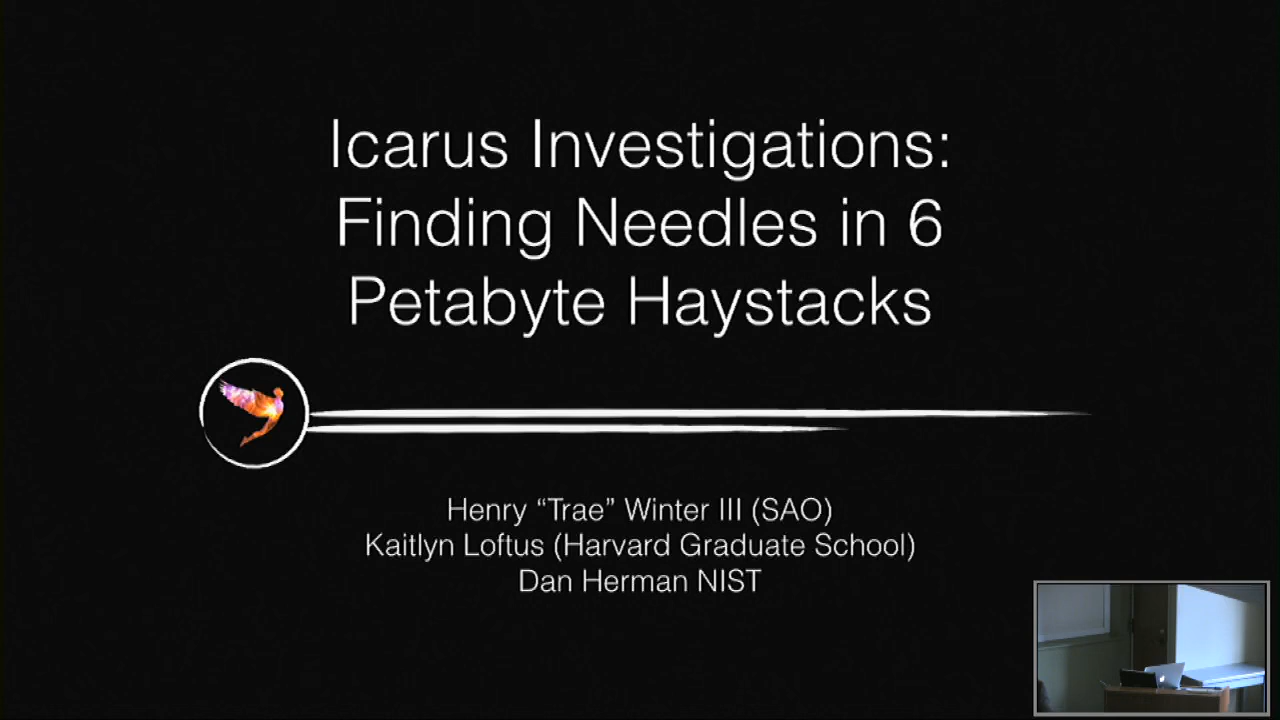 Icarus Investigations:
Finding Needles in 6
Petabyte Haystacks
Henry “Trae” Winter III (SAO)
Kaitlyn Loftus (Harvard Graduate School)
Dan Herman NIST